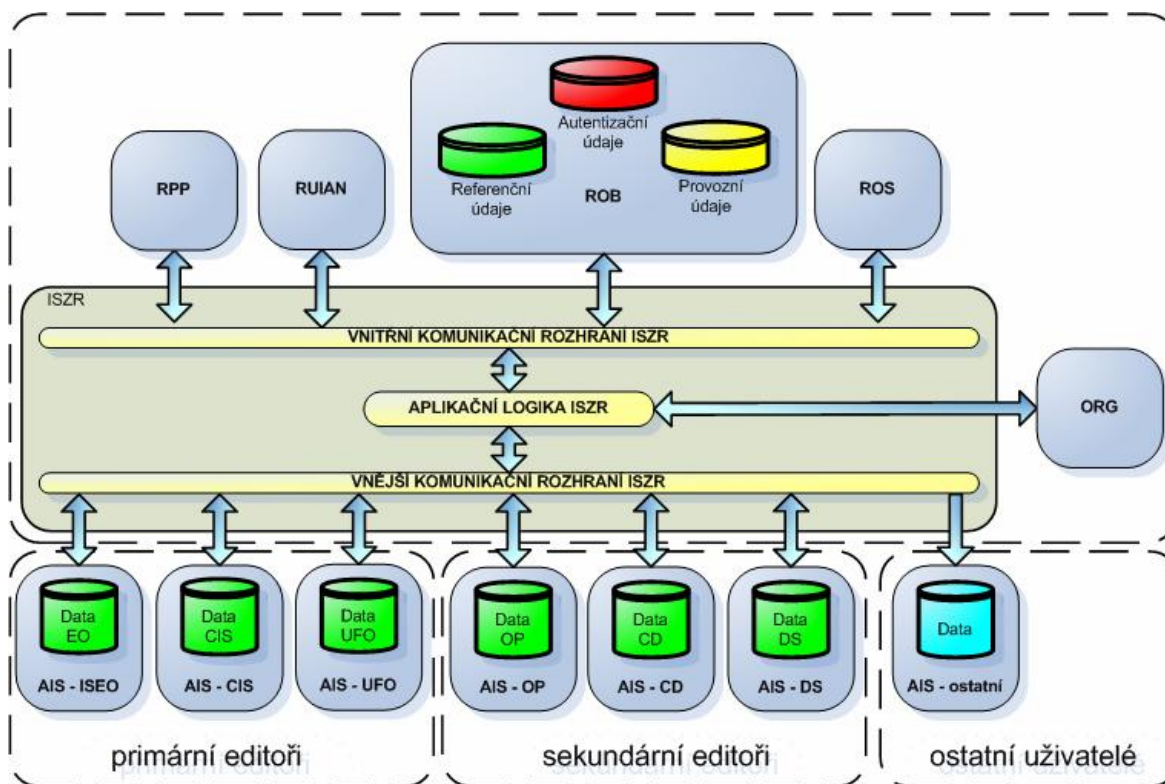 Autentizační
údaje
Referenční
údaje
Provozní
údaje
RPP
RUIAN
ROB
ROS
ISZR
VNITŘNÍ KOMUNIKAČNÍ ROZHRANÍ ISZR
APLIKAČNÍ LOGIKA ISZR
ORG
VNĚJŠÍ KOMUNIKAČNÍ ROZHRANÍ ISZR
Data
EO
Data
CIS
Data
UFO
Data
OP
Data
CD
Data
DS
Data
AIS - ISEO
AIS - CIS
AIS - UFO
AIS - OP
AIS - CD
AIS - DS
AIS - ostatní
primární editoři
sekundární editoři
ostatní uživatelé